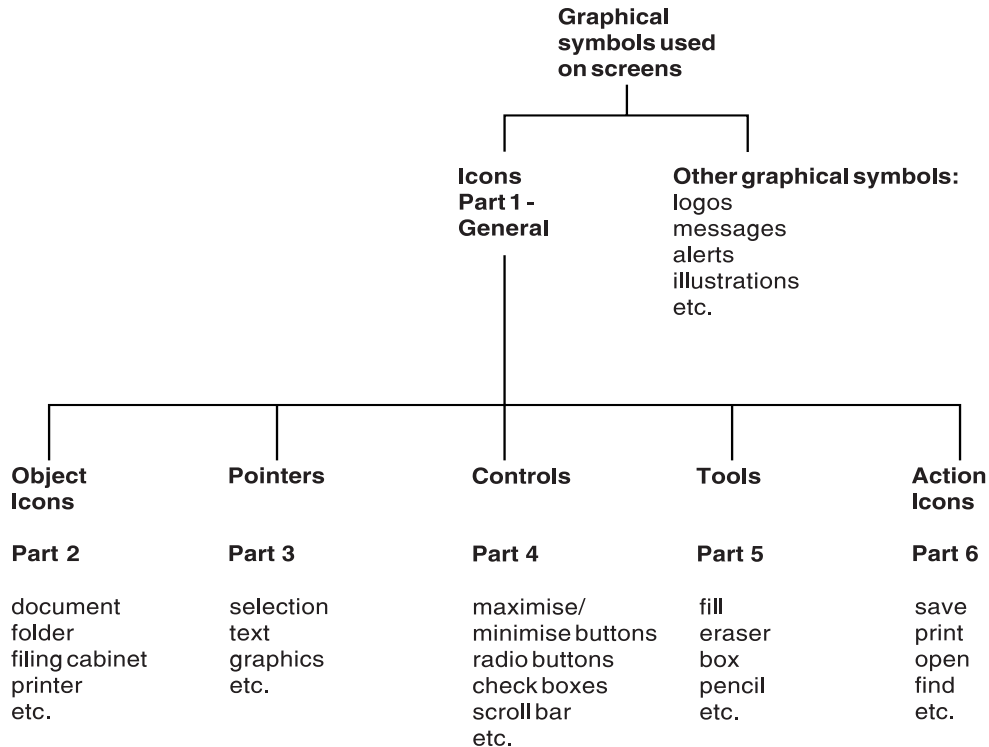 Graphical
symbols used
on screens
Icons
Part 1 -
General
Other graphical symbols:
logos
messages
alerts
illustrations
etc.
Object
Icons
Part 2
document
folder
filing cabinet
printer
etc.
Pointers
Part 3
selection
text
graphics
etc.
Controls
Part 4
maximise/
minimise buttons
radio buttons
check boxes
scroll bar
etc.
Tools
Part 5
fill
eraser
box
pencil
etc.
Action
Icons
Part 6
save
print
open
find
etc.